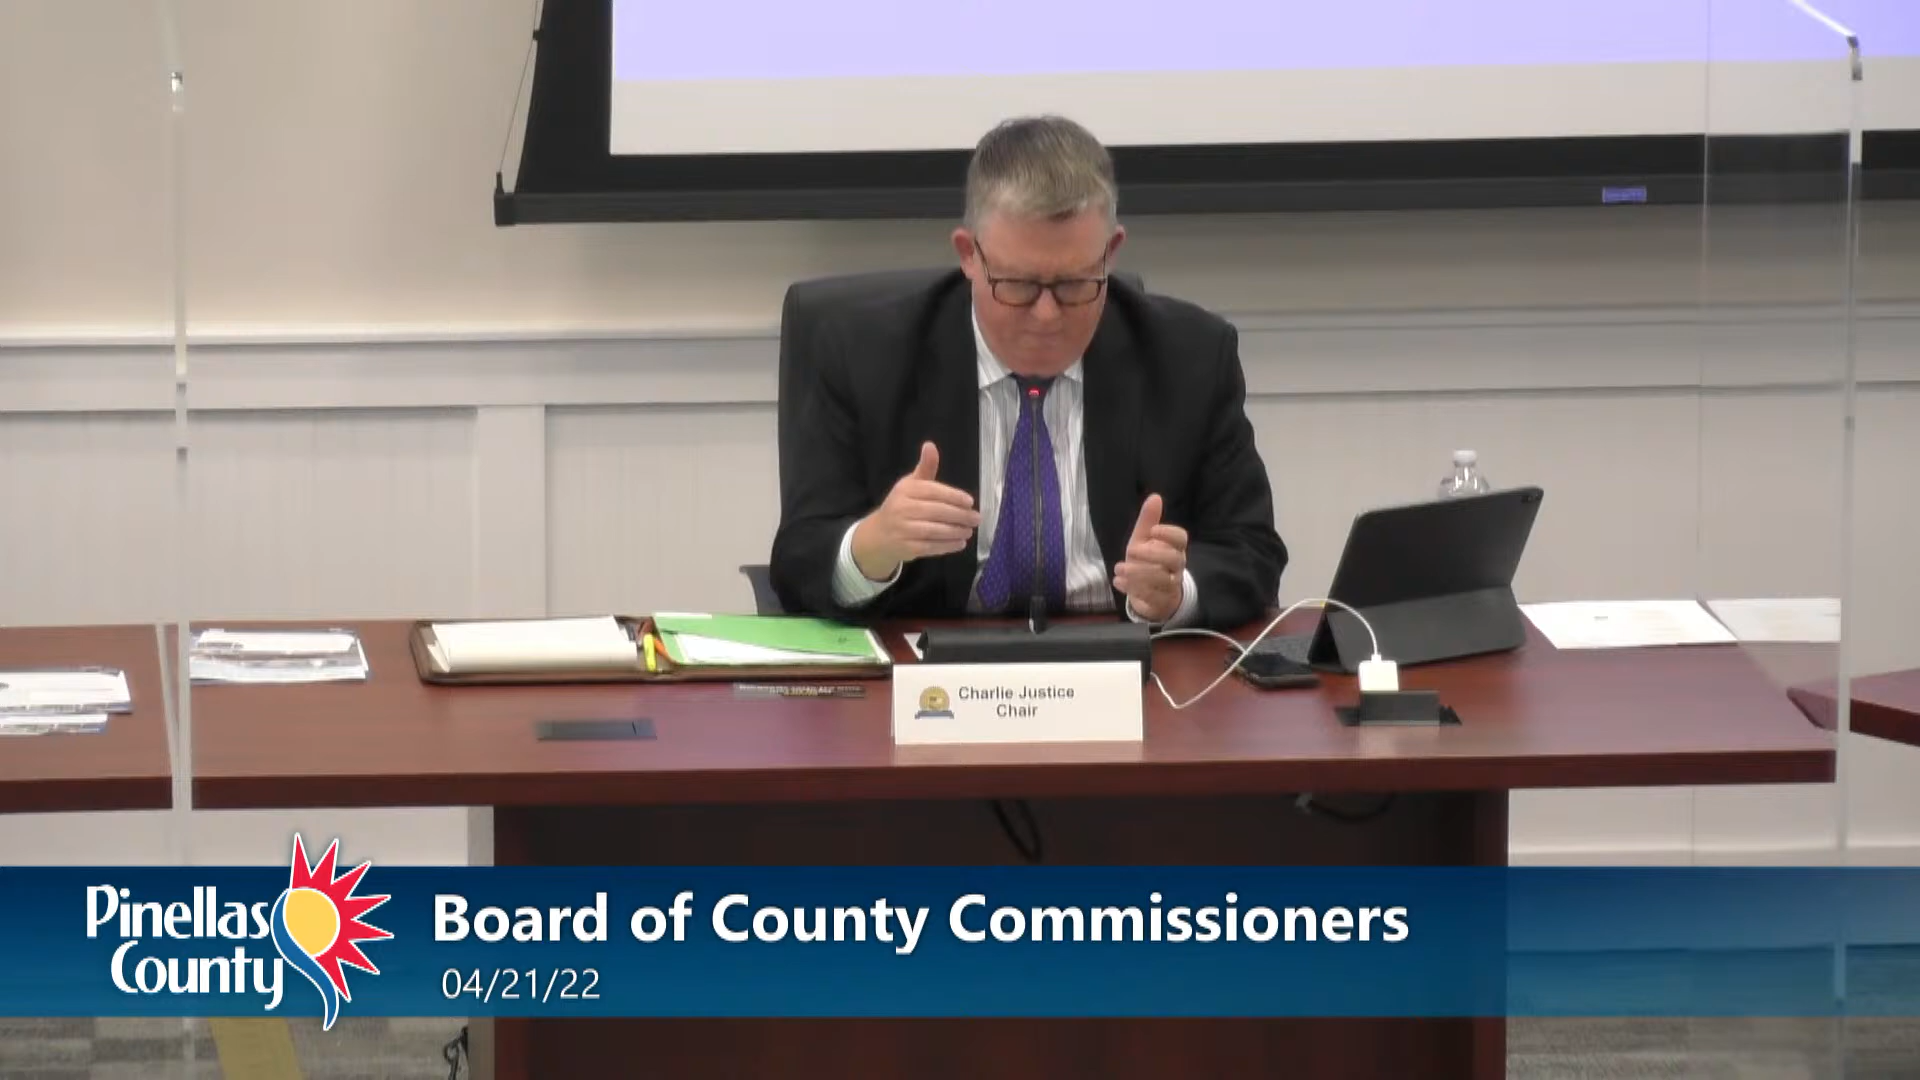 Charlie Justice
Chair
Pinellas
County
Board of County Commissioners
04/21/22